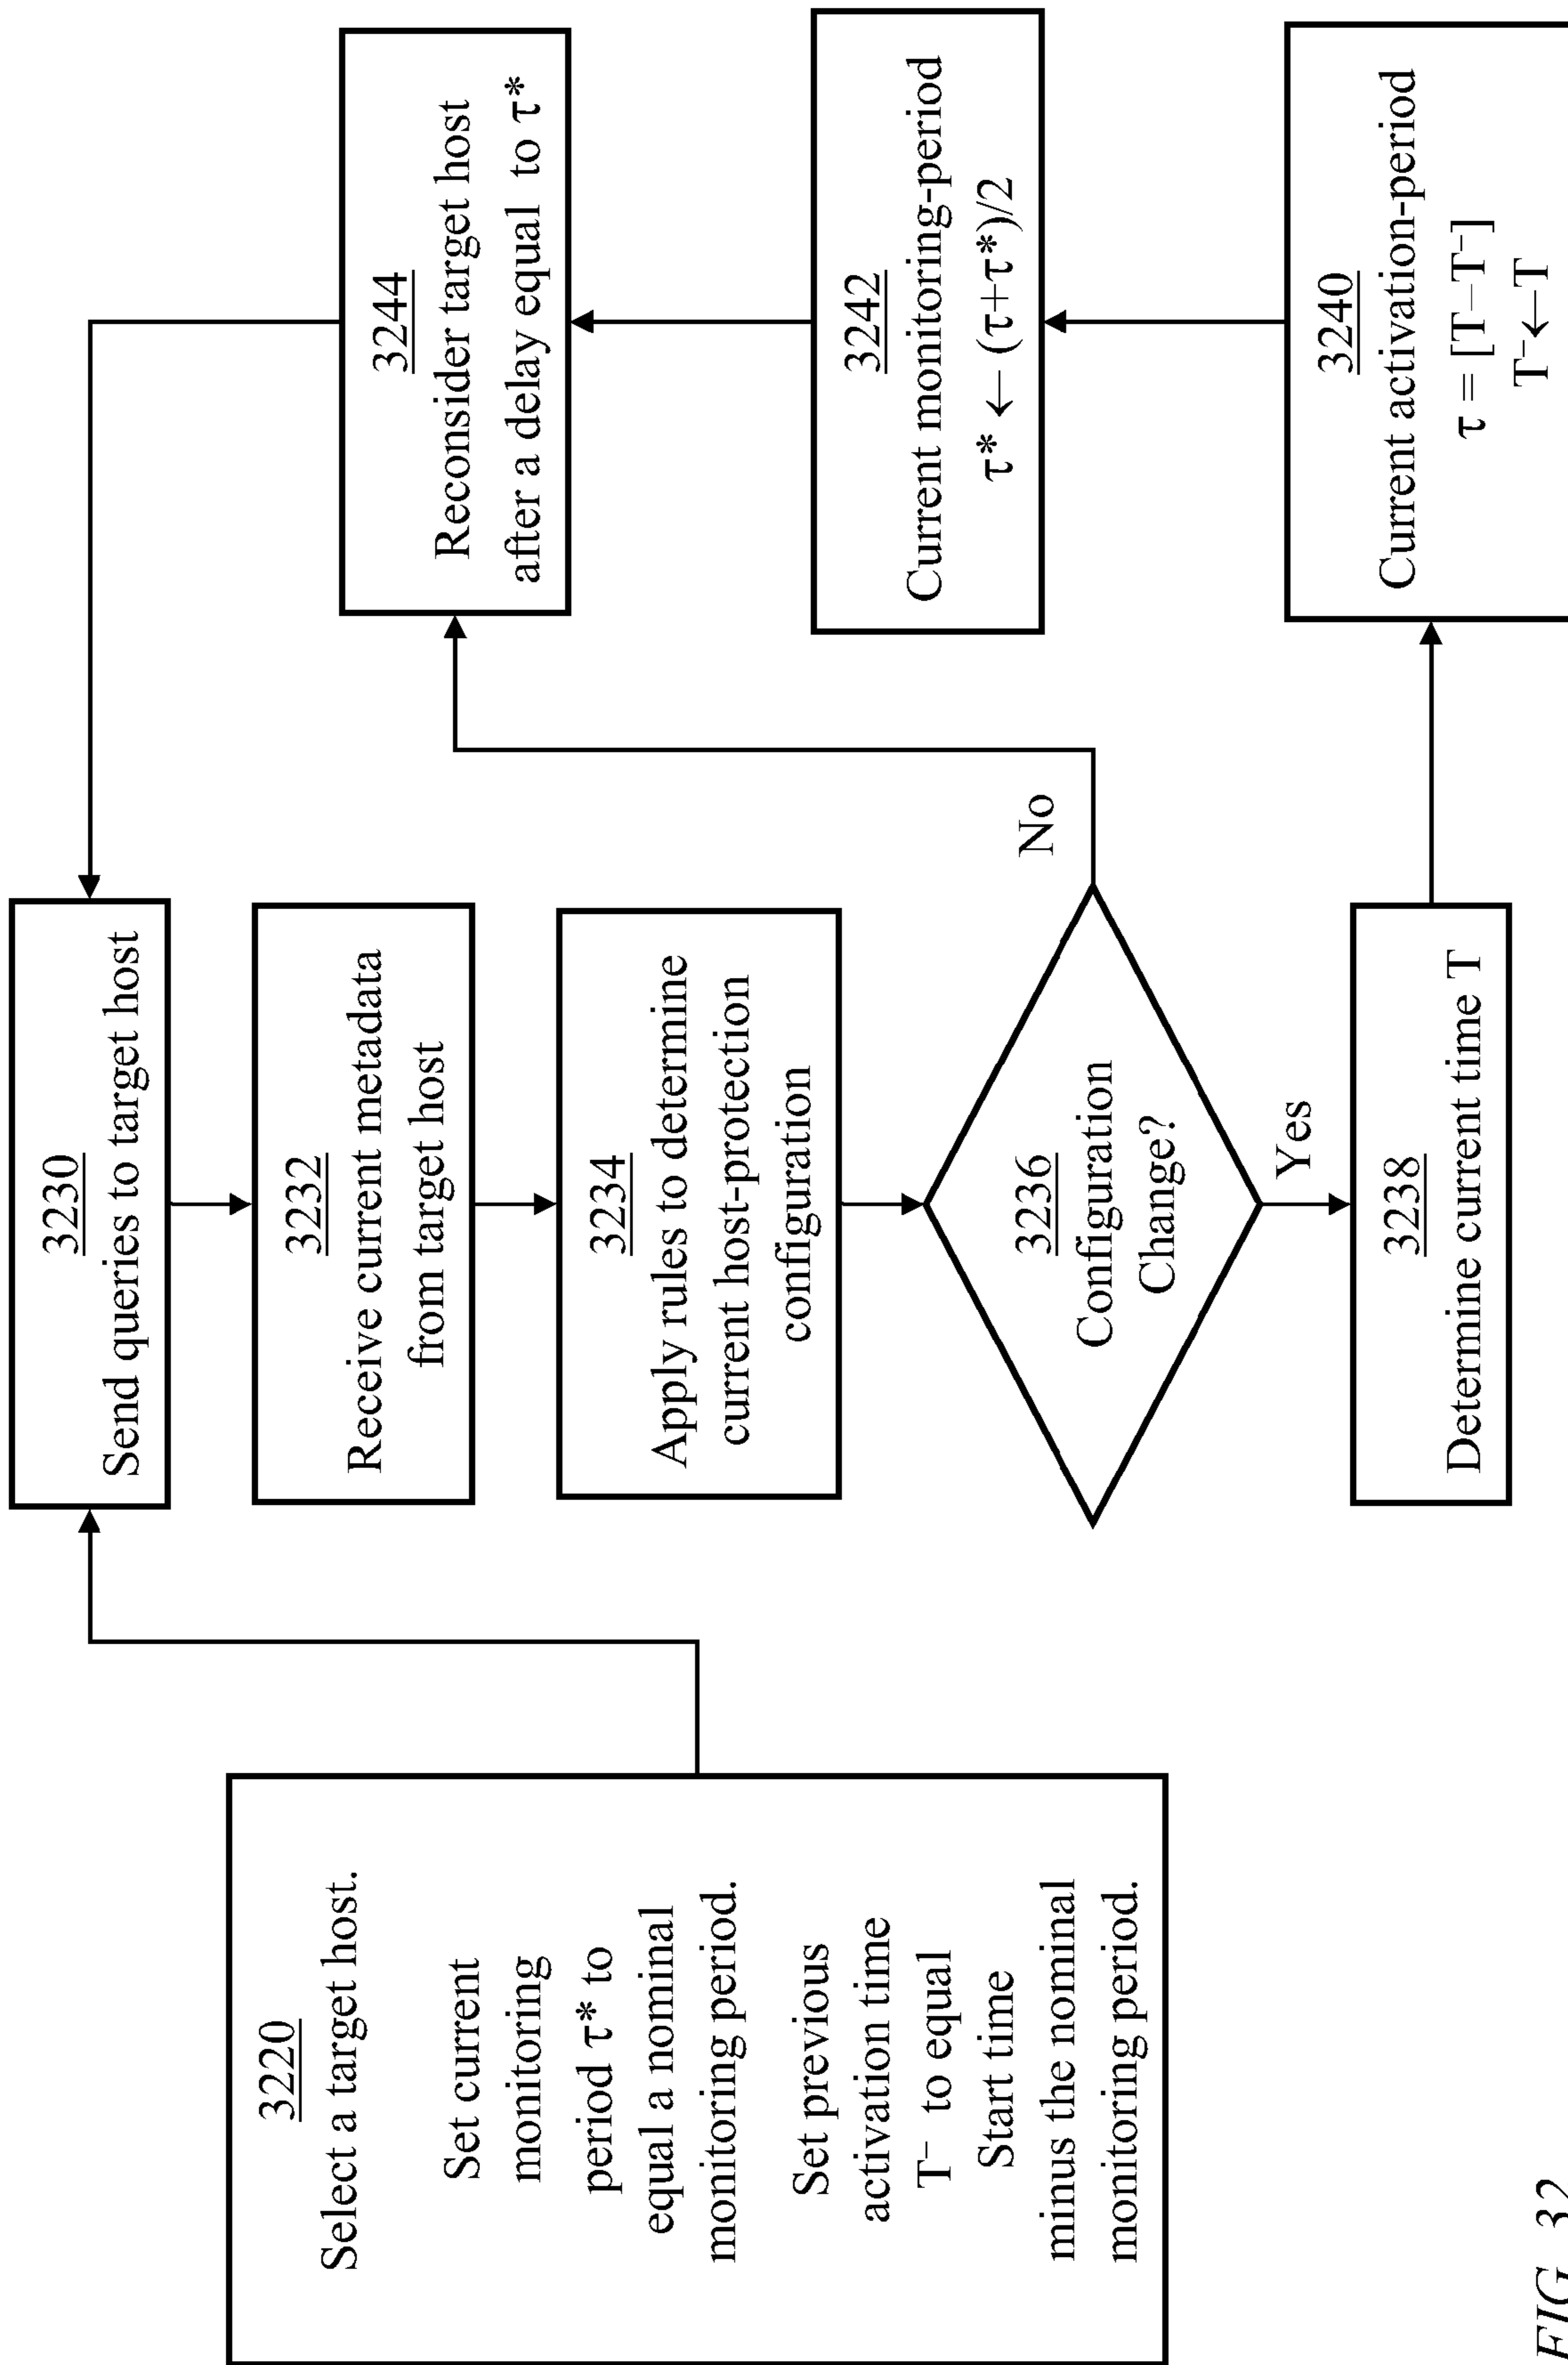 3220
Select a target host.
Set current
monitoring
period τ* to
equal a nominal
monitoring period.
Set previous
activation time
T⁻ to equal
Start time
minus the nominal
monitoring period.
3230
Send queries to target host
3232
Receive current metadata
from target host
3234
Apply rules to determine
current host-protection
configuration
3236
Configuration
Change?
No
Yes
3238
Determine current time T
3240
Current activation-period
τ = [T−T⁻]
T⁻←T
3242
Current monitoring-period
τ* ← (τ+τ*)/2
3244
Reconsider target host
after a delay equal to τ*
FIG. 32